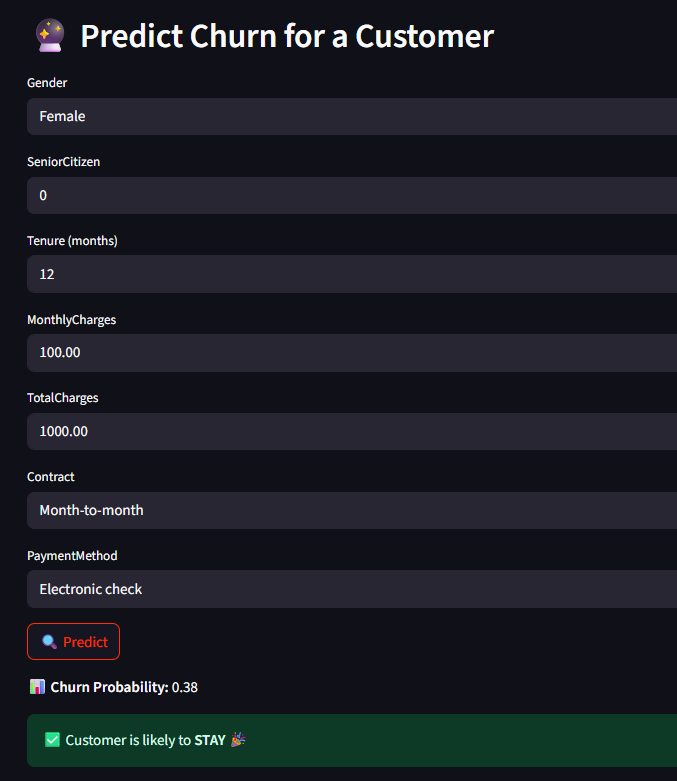 🔮 Predict Churn for a Customer
Gender
Female
SeniorCitizen
0
Tenure (months)
12
MonthlyCharges
100.00
TotalCharges
1000.00
Contract
Month-to-month
PaymentMethod
Electronic check
🔍 Predict
📊 Churn Probability: 0.38
✅ Customer is likely to STAY 🎉